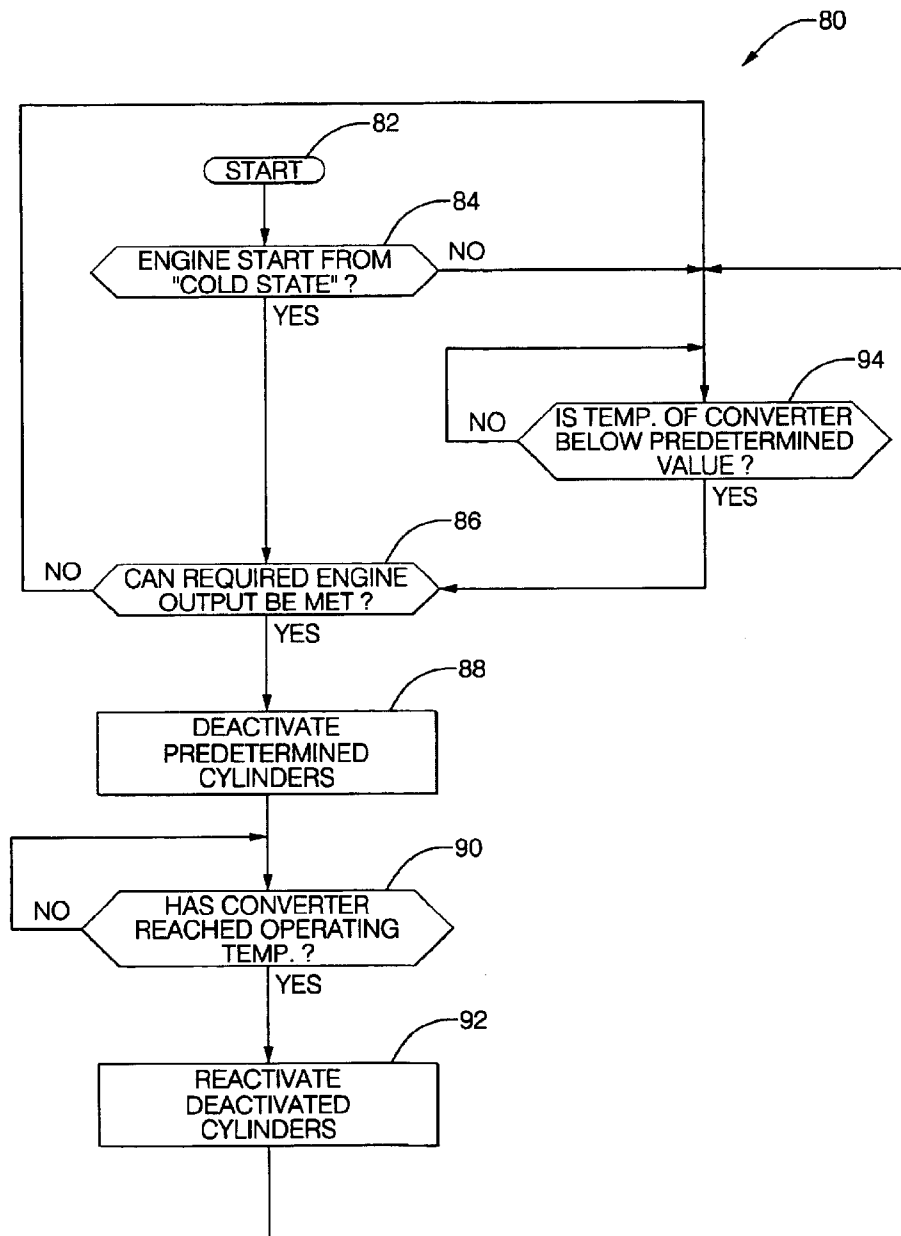 80
82
START
84
ENGINE START FROM
"COLD STATE" ?
NO
YES
94
IS TEMP. OF CONVERTER
BELOW PREDETERMINED
VALUE ?
NO
YES
86
CAN REQUIRED ENGINE
OUTPUT BE MET ?
NO
YES
88
DEACTIVATE
PREDETERMINED
CYLINDERS
90
HAS CONVERTER
REACHED OPERATING
TEMP. ?
NO
YES
92
REACTIVATE
DEACTIVATED
CYLINDERS